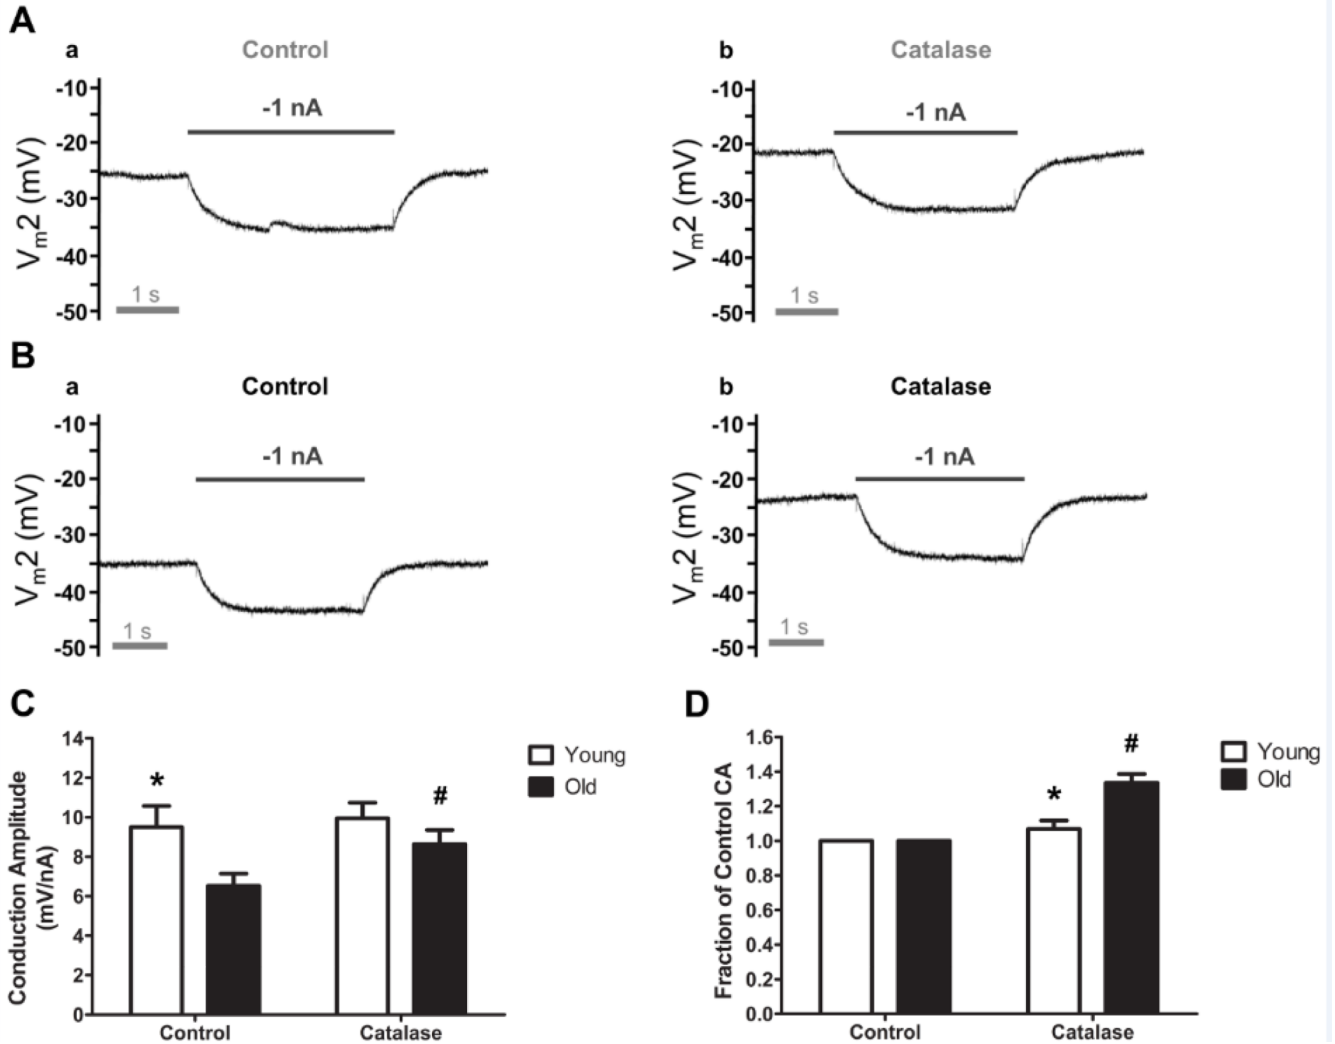 A
a
Control
-10
-20
-30
-40
-50
Vm2 (mV)
-1 nA
1 s
b
Catalase
-10
-20
-30
-40
-50
Vm2 (mV)
-1 nA
1 s
B
a
Control
-10
-20
-30
-40
-50
Vm2 (mV)
-1 nA
1 s
b
Catalase
-10
-20
-30
-40
-50
Vm2 (mV)
-1 nA
1 s
C
Conduction Amplitude
(mV/nA)
14
12
10
8
6
4
2
0
*
#
Control
Catalase
Young
Old
D
Fraction of Control CA
1.6
1.4
1.2
1.0
0.8
0.6
0.4
0.2
0.0
*
#
Control
Catalase
Young
Old